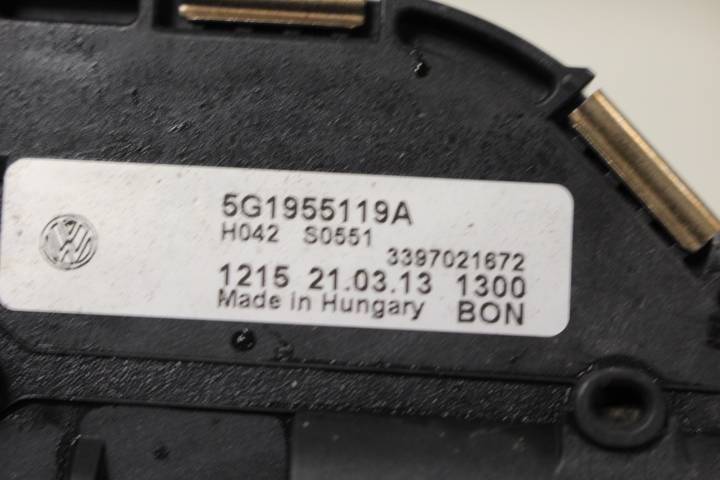 5G1955119A
H042 S0551
3397021672
1215 21.03.13 1300
Made in Hungary BON